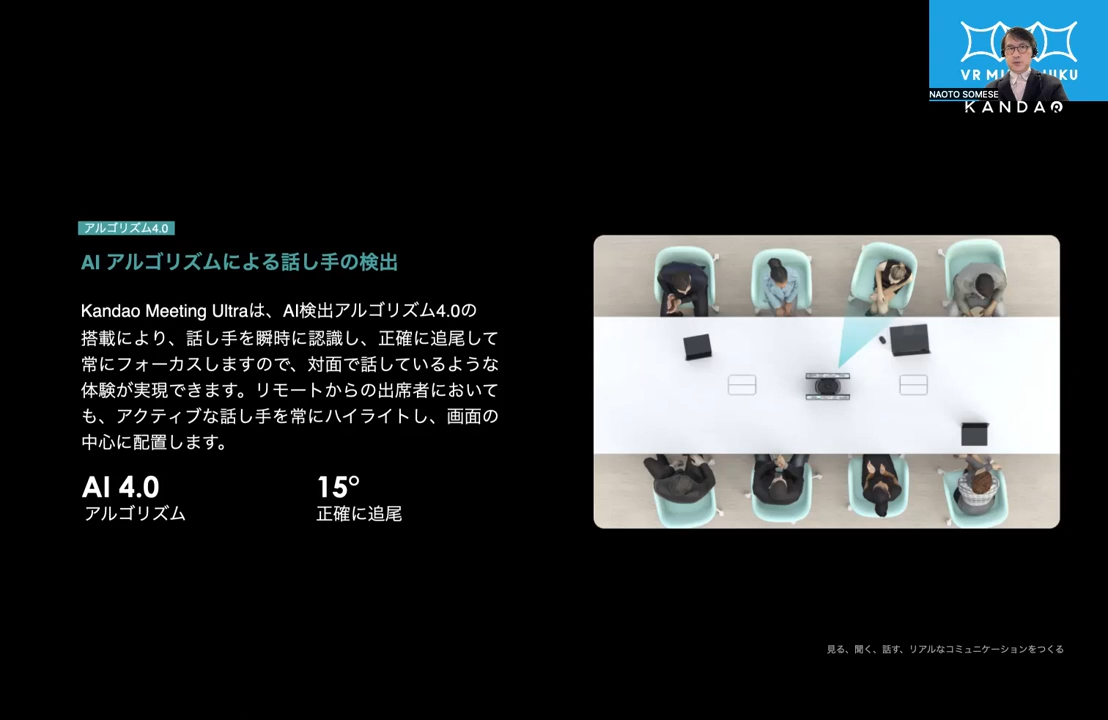 VR MI UKU
NAOTO SOMESE
KANDAO
アルゴリズム4.0
AI アルゴリズムによる話し手の検出
Kandao Meeting Ultraは、AI検出アルゴリズム4.0の
搭載により、話し手を瞬時に認識し、正確に追尾して
常にフォーカスしますので、対面で話しているような
体験が実現できます。リモートからの出席者において
も、アクティブな話し手を常にハイライトし、画面の
中心に配置します。
AI 4.0
アルゴリズム
15°
正確に追尾
見る、聞く、話す、リアルなコミュニケーションをつくる